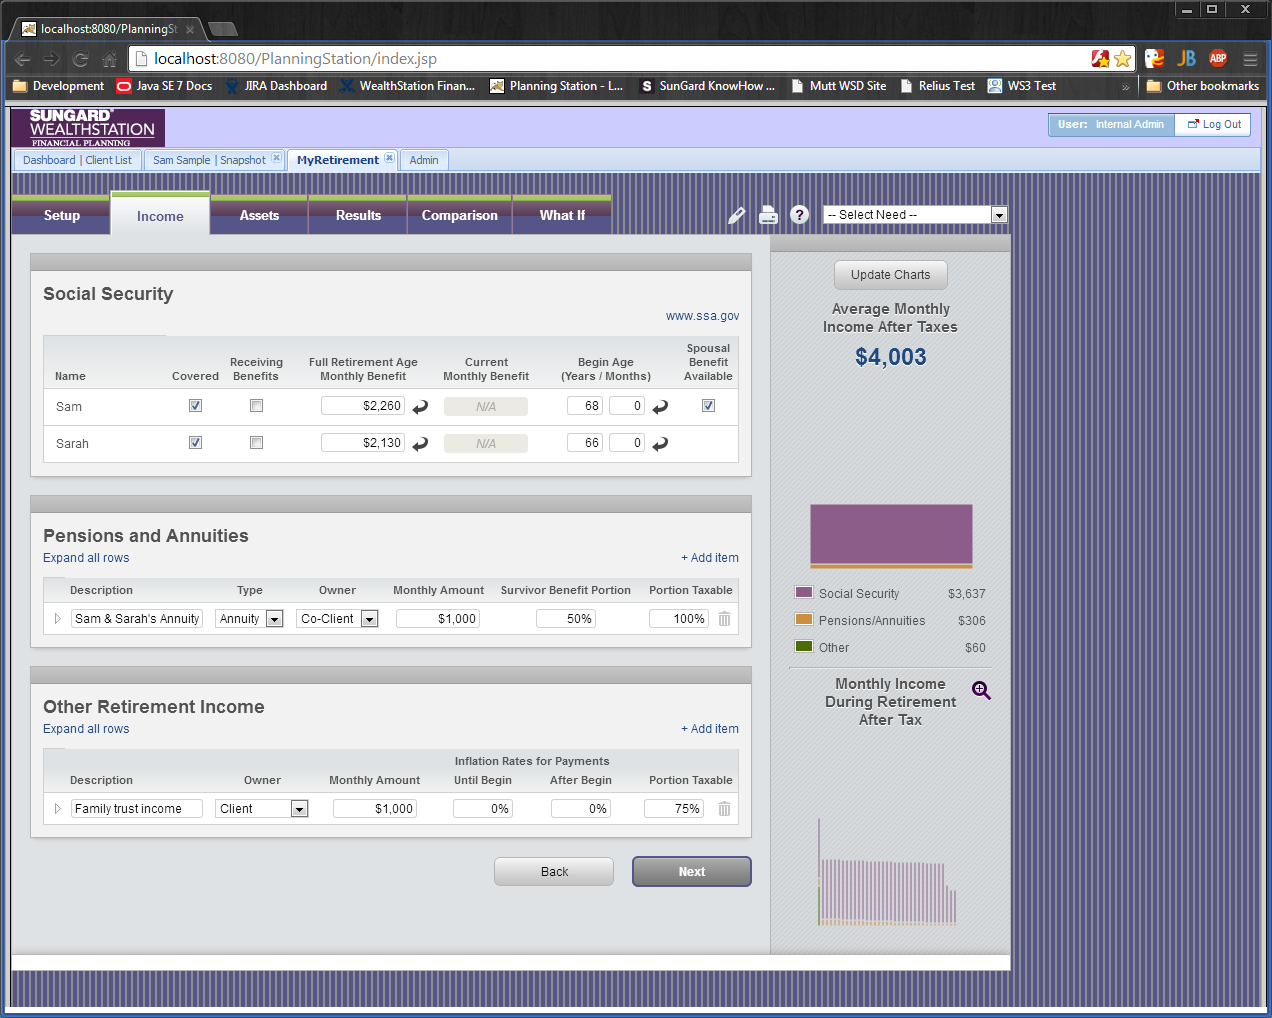 localhost:8080/PlanningSt
localhost:8080/PlanningStation/index.jsp
JB
ABP
Development
Java SE 7 Docs
JIRA Dashboard
WealthStation Finan...
Planning Station - L...
S SunGard KnowHow ...
Mutt WSD Site
Relius Test
WS3 Test
»
Other bookmarks
SUNGARD®
WEALTHSTATION
FINANCIAL PLANNING
User: Internal Admin
Log Out
Dashboard | Client List
Sam Sample | Snapshot
MyRetirement
Admin
Setup
Income
Assets
Results
Comparison
What If
?
-- Select Need --
Social Security
www.ssa.gov
Name
Covered
Receiving Benefits
Full Retirement Age Monthly Benefit
Current Monthly Benefit
Begin Age (Years / Months)
Spousal Benefit Available
Sam $2,260 N/A 68 0
Sarah $2,130 N/A 66 0
Pensions and Annuities
Expand all rows
+ Add item
Description Type Owner Monthly Amount Survivor Benefit Portion Portion Taxable
Sam & Sarah's Annuity Annuity Co-Client $1,000 50% 100%
Other Retirement Income
Expand all rows
+ Add item
Inflation Rates for Payments
Description Owner Monthly Amount Until Begin After Begin Portion Taxable
Family trust income Client $1,000 0% 0% 75%
Back
Next
Update Charts
Average Monthly
Income After Taxes
$4,003
Social Security $3,637
Pensions/Annuities $306
Other $60
Monthly Income
During Retirement
After Tax